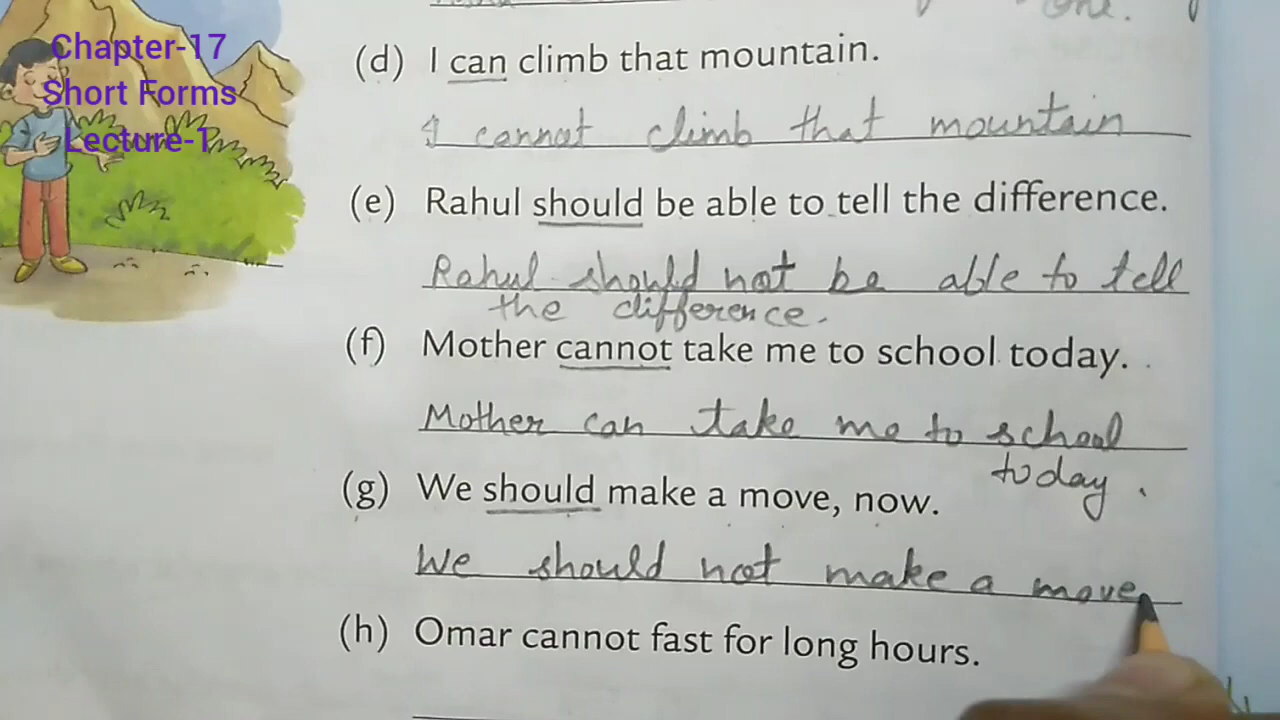 one.
Chapter-17
Short Forms
Lecture-1
(d) I can climb that mountain.
I cannot climb that mountain
(e) Rahul should be able to tell the difference.
Rahul should not be able to tell
the difference.
(f) Mother cannot take me to school today.
Mother can take me to school
today.
(g) We should make a move, now.
We should not make a move
(h) Omar cannot fast for long hours.